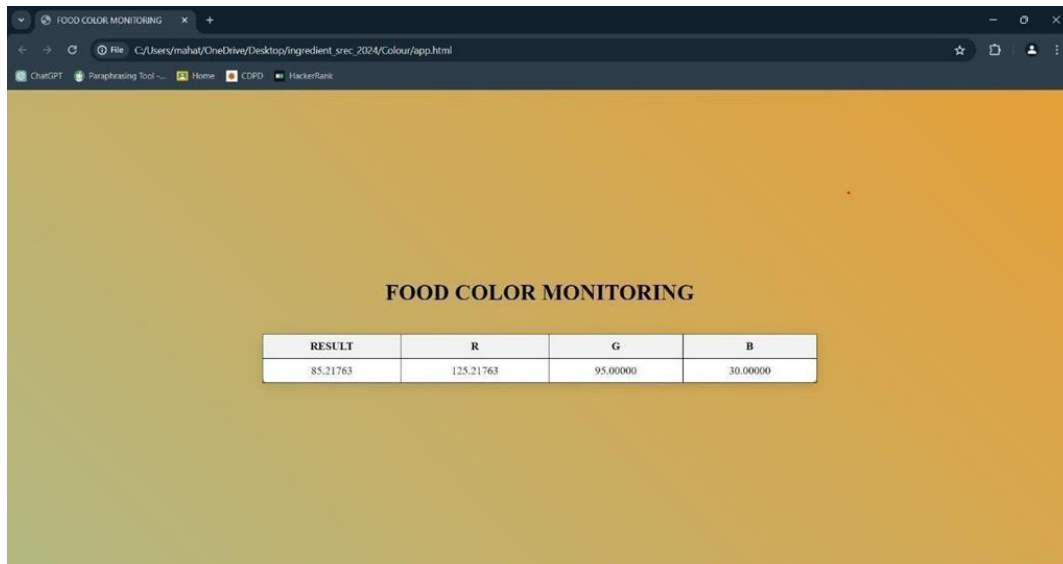 FOOD COLOR MONITORING
File C:/Users/mahat/OneDrive/Desktop/ingredient_srec_2024/Colour/app.html
ChatGPT Paraphrasing Tool -... Home CDPD HackerRank
FOOD COLOR MONITORING
RESULT R G B
85.21763 125.21763 95.00000 30.00000